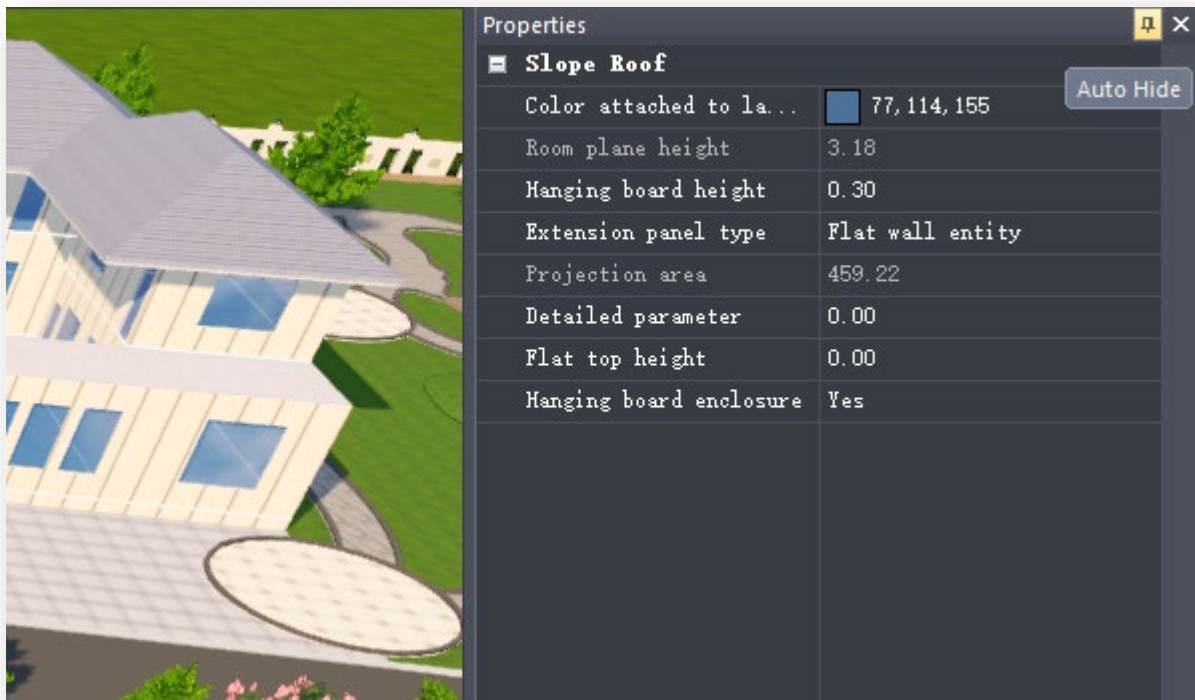 Properties
Slope Roof
Auto Hide
Color attached to la... 77,114,155
Room plane height 3.18
Hanging board height 0.30
Extension panel type Flat wall entity
Projection area 459.22
Detailed parameter 0.00
Flat top height 0.00
Hanging board enclosure Yes